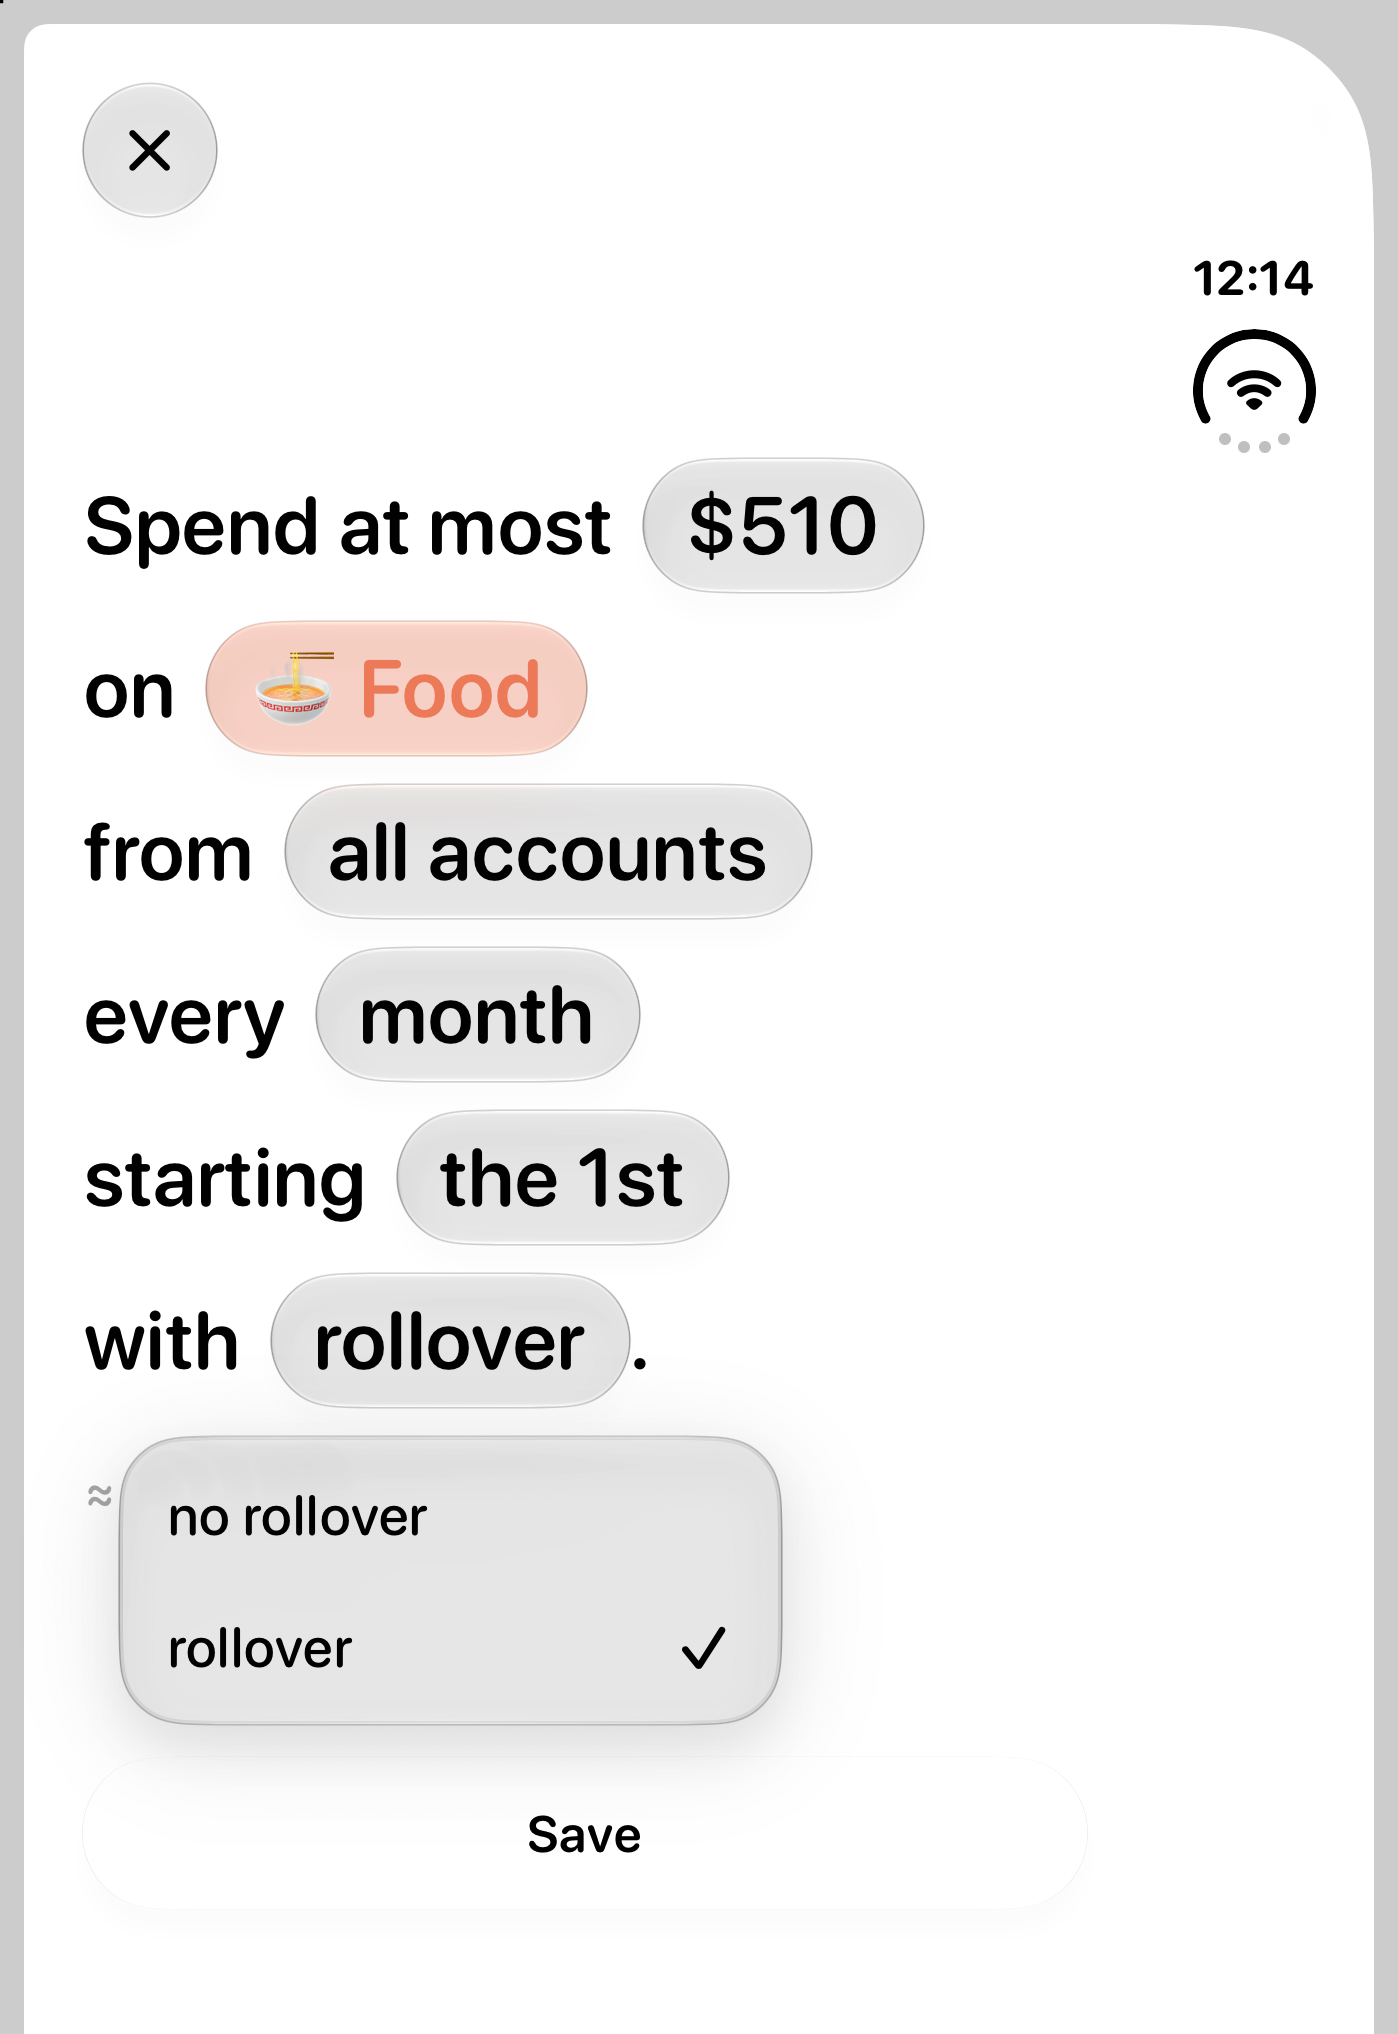 12:14
Spend at most $510
on 🍜 Food
from all accounts
every month
starting the 1st
with rollover.
≈
no rollover
rollover
Save